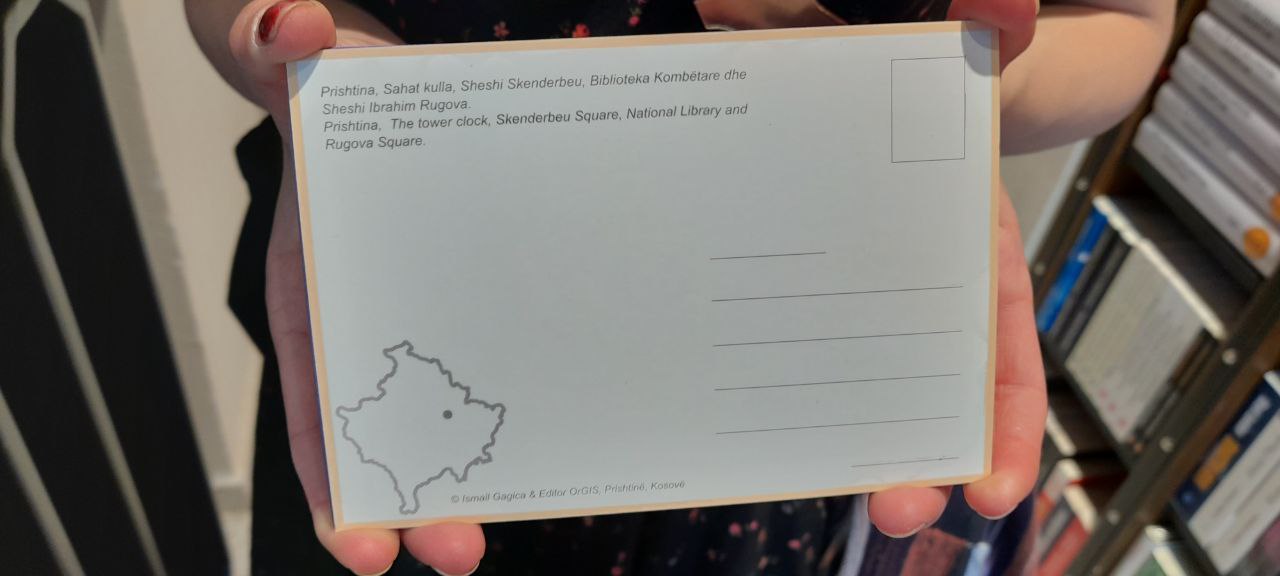 Prishtina, Sahat kulla, Sheshi Skenderbeu, Biblioteka Kombëtare dhe
Sheshi Ibrahim Rugova.
Prishtina, The tower clock, Skenderbeu Square, National Library and
Rugova Square.
© Ismail Gagica & Editor OrGIS, Prishtinë, Kosovë